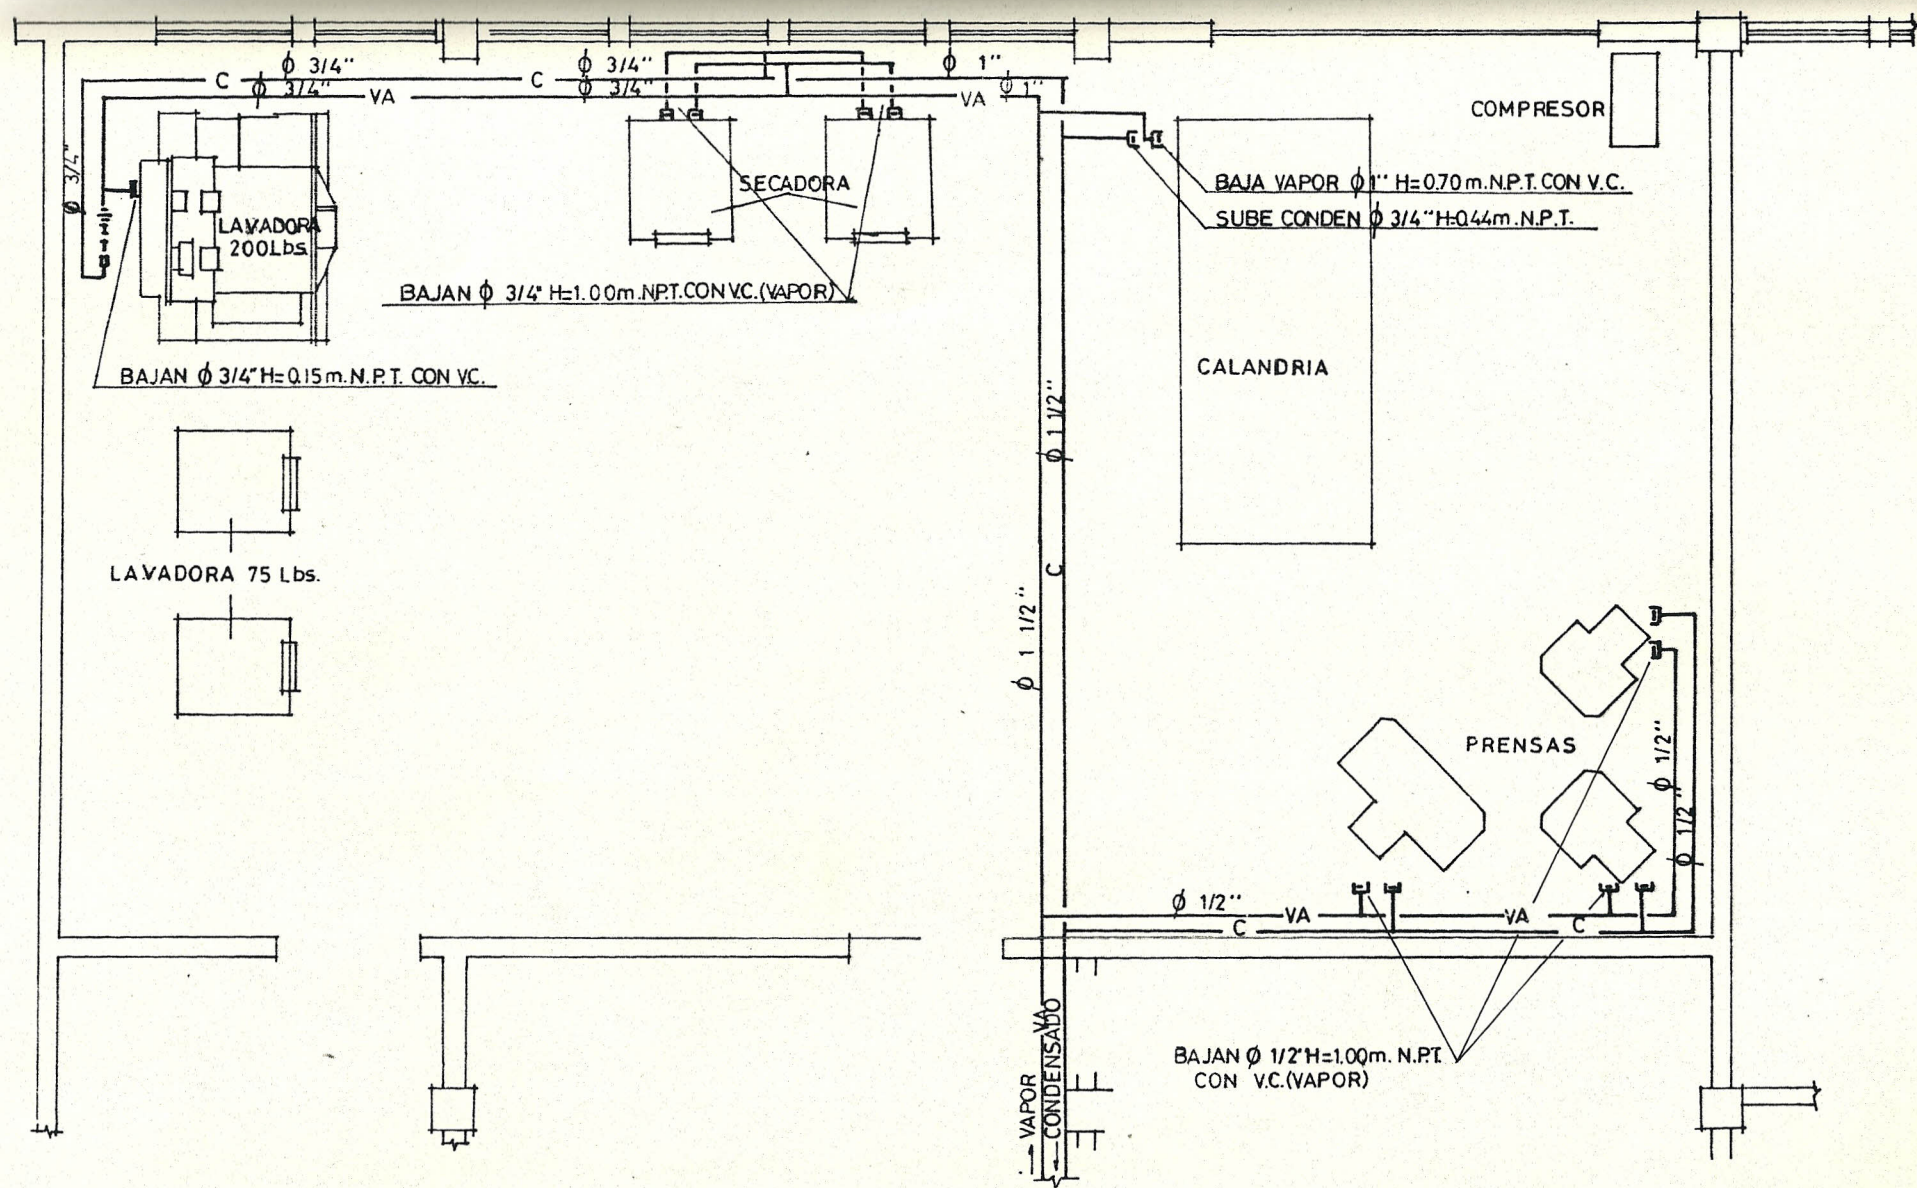 ϕ 3/4"
ϕ 3/4"
ϕ 1"
C
C
ϕ 3/4"
ϕ 3/4"
ϕ 1"
VA
VA
COMPRESOR
ϕ 3/4"
SECADORA
BAJA VAPOR ϕ 1" H=0.70 m. N.P.T. CON V.C.
SUBE CONDEN ϕ 3/4" H=0.44m. N.P.T.
LAVADORA
200Lbs
BAJAN ϕ 3/4" H=1.00m. N.P.T. CON V.C. (VAPOR)
CALANDRIA
BAJAN ϕ 3/4" H=0.15m. N.P.T. CON V.C.
ϕ 1 1/2"
C
LAVADORA 75 Lbs.
ϕ 1 1/2"
PRENSAS
ϕ 1/2"
ϕ 1/2"
ϕ 1/2"
VA
VA
C
C
VA
VAPOR
CONDENSADO
BAJAN ϕ 1/2" H=1.00m. N.P.T.
CON V.C. (VAPOR)